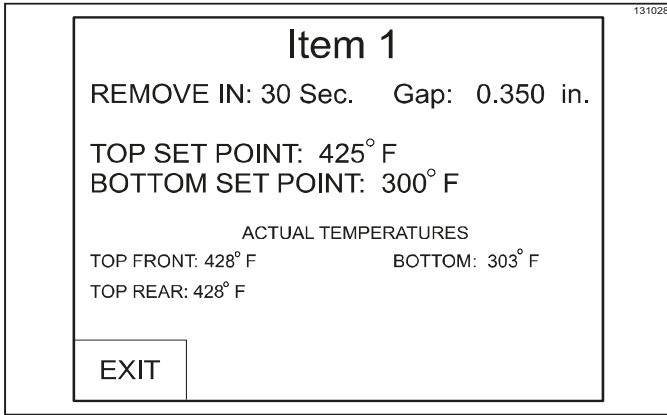 131028
Item 1
REMOVE IN: 30 Sec. Gap: 0.350 in.
TOP SET POINT: 425° F
BOTTOM SET POINT: 300° F
ACTUAL TEMPERATURES
TOP FRONT: 428° F BOTTOM: 303° F
TOP REAR: 428° F
EXIT